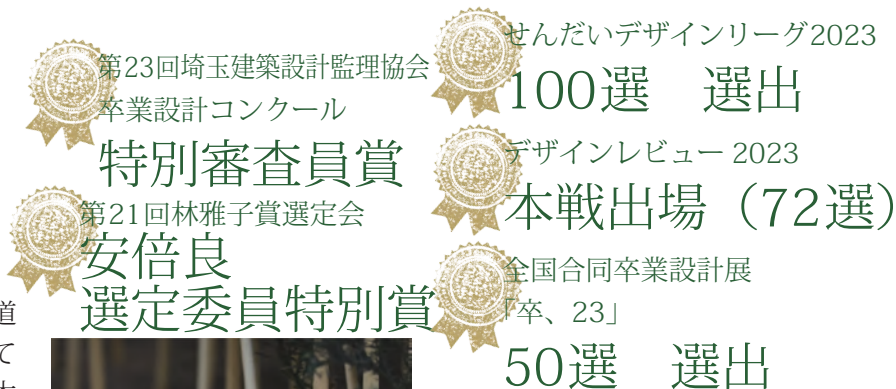 第23回埼玉建築設計監理協会
卒業設計コンクール
特別審査員賞
第21回林雅子賞選定会
安倍良
選定委員特別賞
道
て
せんだいデザインリーグ2023
100選　選出
デザインレビュー 2023
本戦出場（72選）
全国合同卒業設計展
「卒、23」
50選　選出